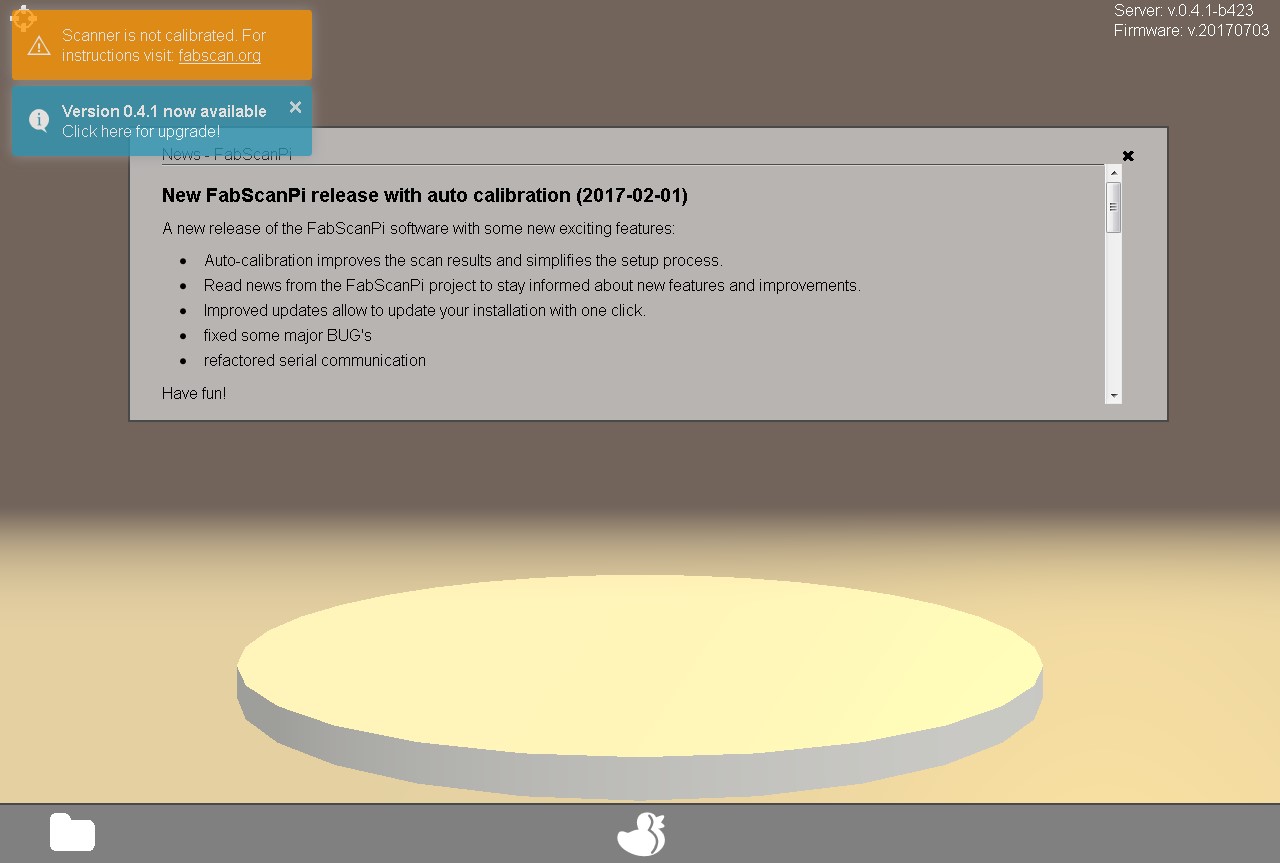 Server: v.0.4.1-b423
Firmware: v.20170703
Scanner is not calibrated. For
instructions visit: fabscan.org
Version 0.4.1 now available
Click here for upgrade!
News - FabScanPi
New FabScanPi release with auto calibration (2017-02-01)
A new release of the FabScanPi software with some new exciting features:
Auto-calibration improves the scan results and simplifies the setup process.
Read news from the FabScanPi project to stay informed about new features and improvements.
Improved updates allow to update your installation with one click.
fixed some major BUG's
refactored serial communication
Have fun!